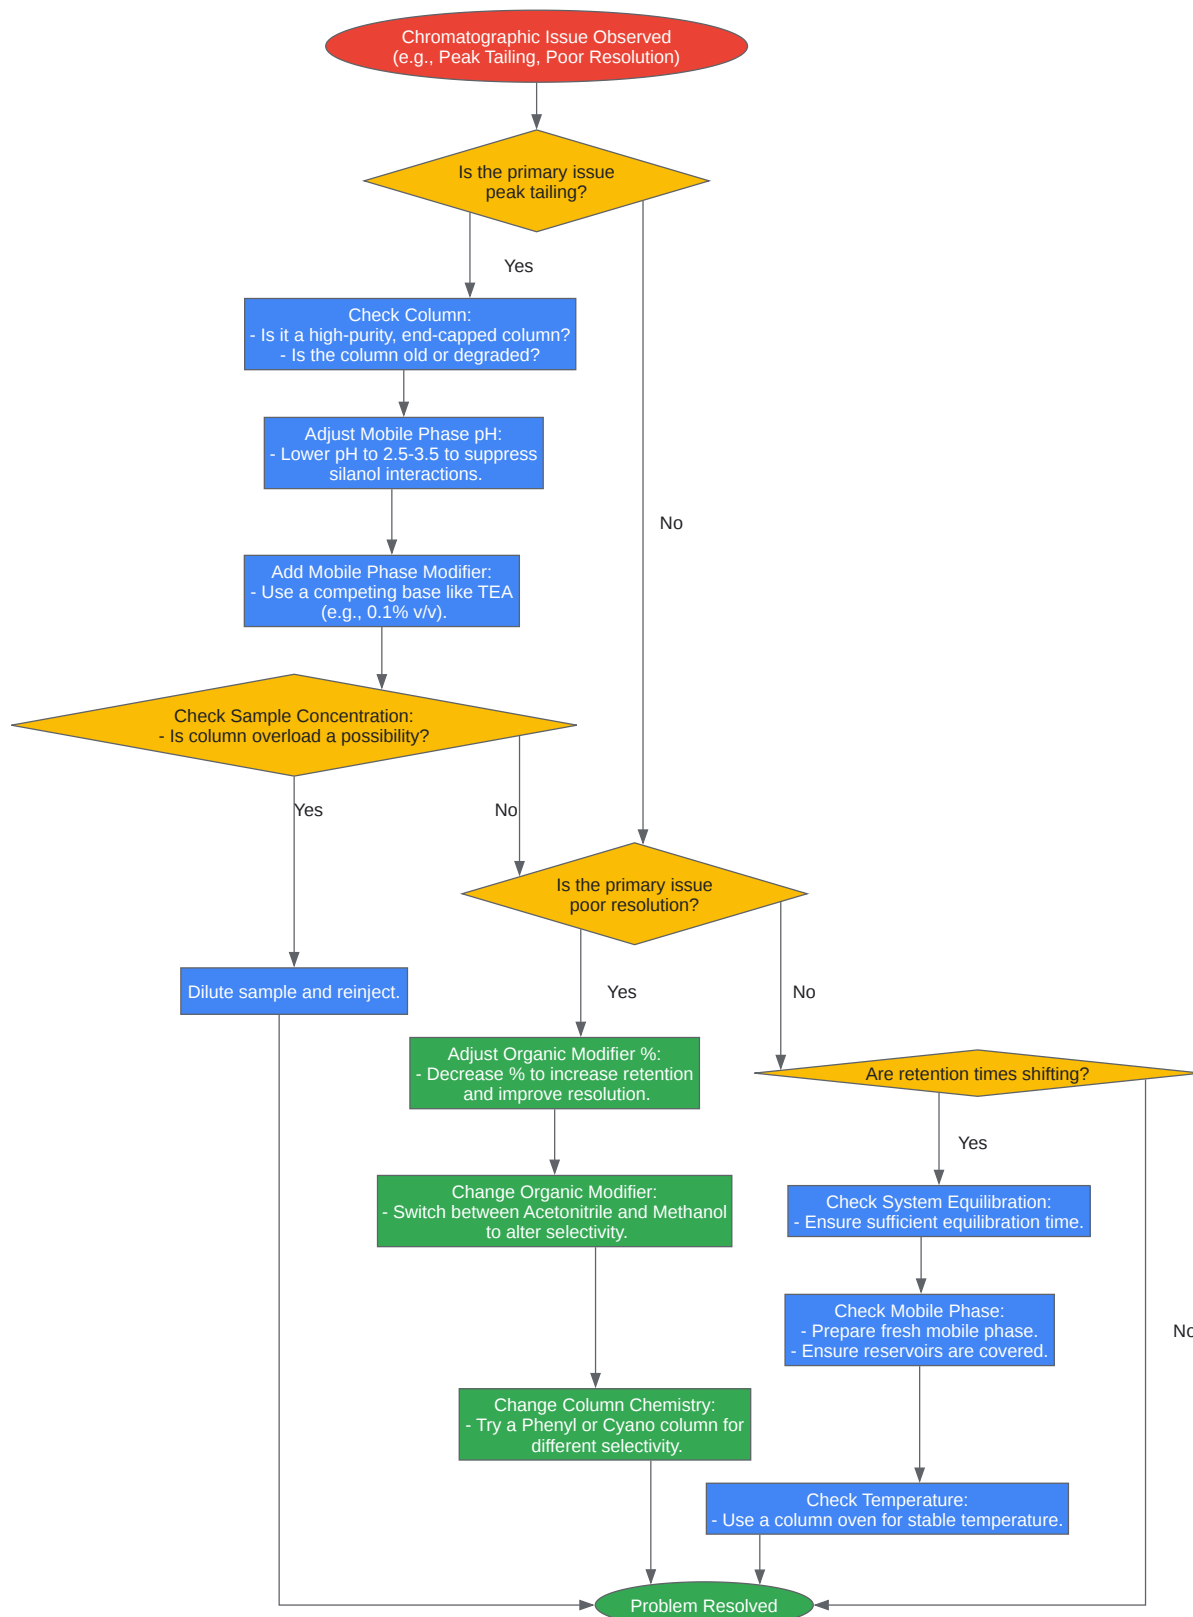 Chromatographic Issue Observed
(e.g., Peak Tailing, Poor Resolution)
Is the primary issue
peak tailing?
Yes
No
Check Column:
- Is it a high-purity, end-capped column?
- Is the column old or degraded?
Adjust Mobile Phase pH:
- Lower pH to 2.5-3.5 to suppress
silanol interactions.
Add Mobile Phase Modifier:
- Use a competing base like TEA
(e.g., 0.1% v/v).
Check Sample Concentration:
- Is column overload a possibility?
Yes
No
Dilute sample and reinject.
Is the primary issue
poor resolution?
Yes
No
Adjust Organic Modifier %:
- Decrease % to increase retention
and improve resolution.
Change Organic Modifier:
- Switch between Acetonitrile and Methanol
to alter selectivity.
Change Column Chemistry:
- Try a Phenyl or Cyano column for
different selectivity.
Are retention times shifting?
Yes
No
Check System Equilibration:
- Ensure sufficient equilibration time.
Check Mobile Phase:
- Prepare fresh mobile phase.
- Ensure reservoirs are covered.
Check Temperature:
- Use a column oven for stable temperature.
Problem Resolved